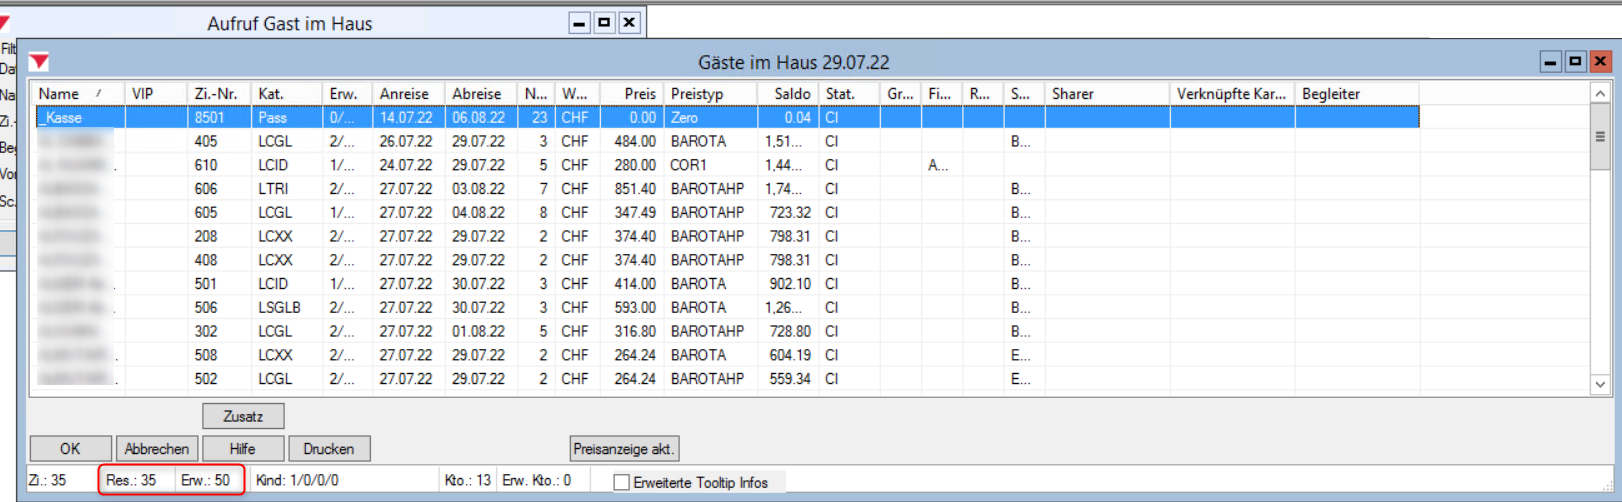 Aufruf Gast im Haus
Filt
Gäste im Haus 29.07.22
Da
Na
Zi.-
Be
Vor
Sc.
Name / VIP Zi.-Nr. Kat. Erw. Anreise Abreise N... W... Preis Preistyp Saldo Stat. Gr... Fi... R... S... Sharer Verknüpfte Kar... Begleiter
_Kasse 8501 Pass 0/... 14.07.22 06.08.22 23 CHF 0.00 Zero 0.04 CI
405 LCGL 2/... 26.07.22 29.07.22 3 CHF 484.00 BAROTA 1,51... CI B...
610 LCID 1/... 24.07.22 29.07.22 5 CHF 280.00 COR1 1,44... CI A...
606 LTRI 2/... 27.07.22 03.08.22 7 CHF 851.40 BAROTAHP 1,74... CI B...
605 LCGL 1/... 27.07.22 04.08.22 8 CHF 347.49 BAROTAHP 723.32 CI B...
208 LCXX 2/... 27.07.22 29.07.22 2 CHF 374.40 BAROTAHP 798.31 CI B...
408 LCXX 2/... 27.07.22 29.07.22 2 CHF 374.40 BAROTAHP 798.31 CI B...
501 LCID 1/... 27.07.22 30.07.22 3 CHF 414.00 BAROTA 902.10 CI B...
506 LSGLB 2/... 27.07.22 30.07.22 3 CHF 593.00 BAROTA 1,26... CI B...
302 LCGL 2/... 27.07.22 01.08.22 5 CHF 316.80 BAROTAHP 728.80 CI B...
508 LCXX 2/... 27.07.22 29.07.22 2 CHF 264.24 BAROTA 604.19 CI E...
502 LCGL 2/... 27.07.22 29.07.22 2 CHF 264.24 BAROTAHP 559.34 CI E...
Zusatz
OK Abbrechen Hilfe Drucken Preisanzeige akt.
Zi.: 35 Res.: 35 Erw.: 50 Kind: 1/0/0/0 Kto.: 13 Erw. Kto.: 0 Erweiterte Tooltip Infos